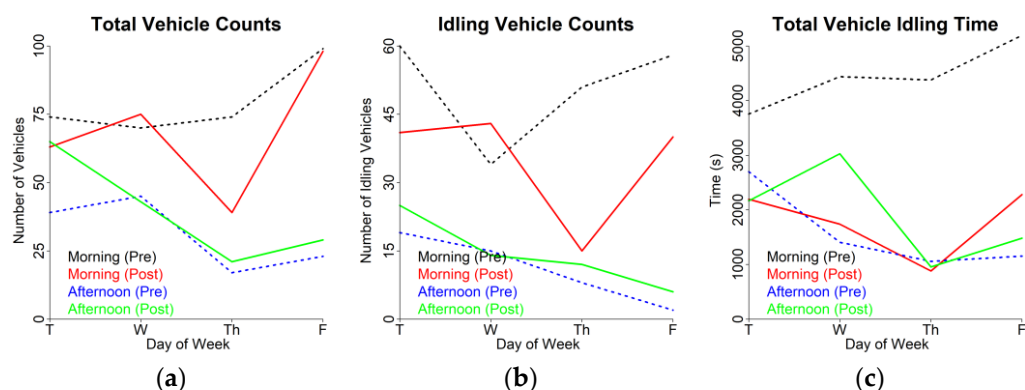 Total Vehicle Counts
Number of Vehicles
100
75
50
25
0
Morning (Pre)
Morning (Post)
Afternoon (Pre)
Afternoon (Post)
T W Th F
Day of Week
(a)
Idling Vehicle Counts
Number of Idling Vehicles
60
45
30
15
0
Morning (Pre)
Morning (Post)
Afternoon (Pre)
Afternoon (Post)
T W Th F
Day of Week
(b)
Total Vehicle Idling Time
Time (s)
5000
4000
3000
2000
1000
0
Morning (Pre)
Morning (Post)
Afternoon (Pre)
Afternoon (Post)
T W Th F
Day of Week
(c)